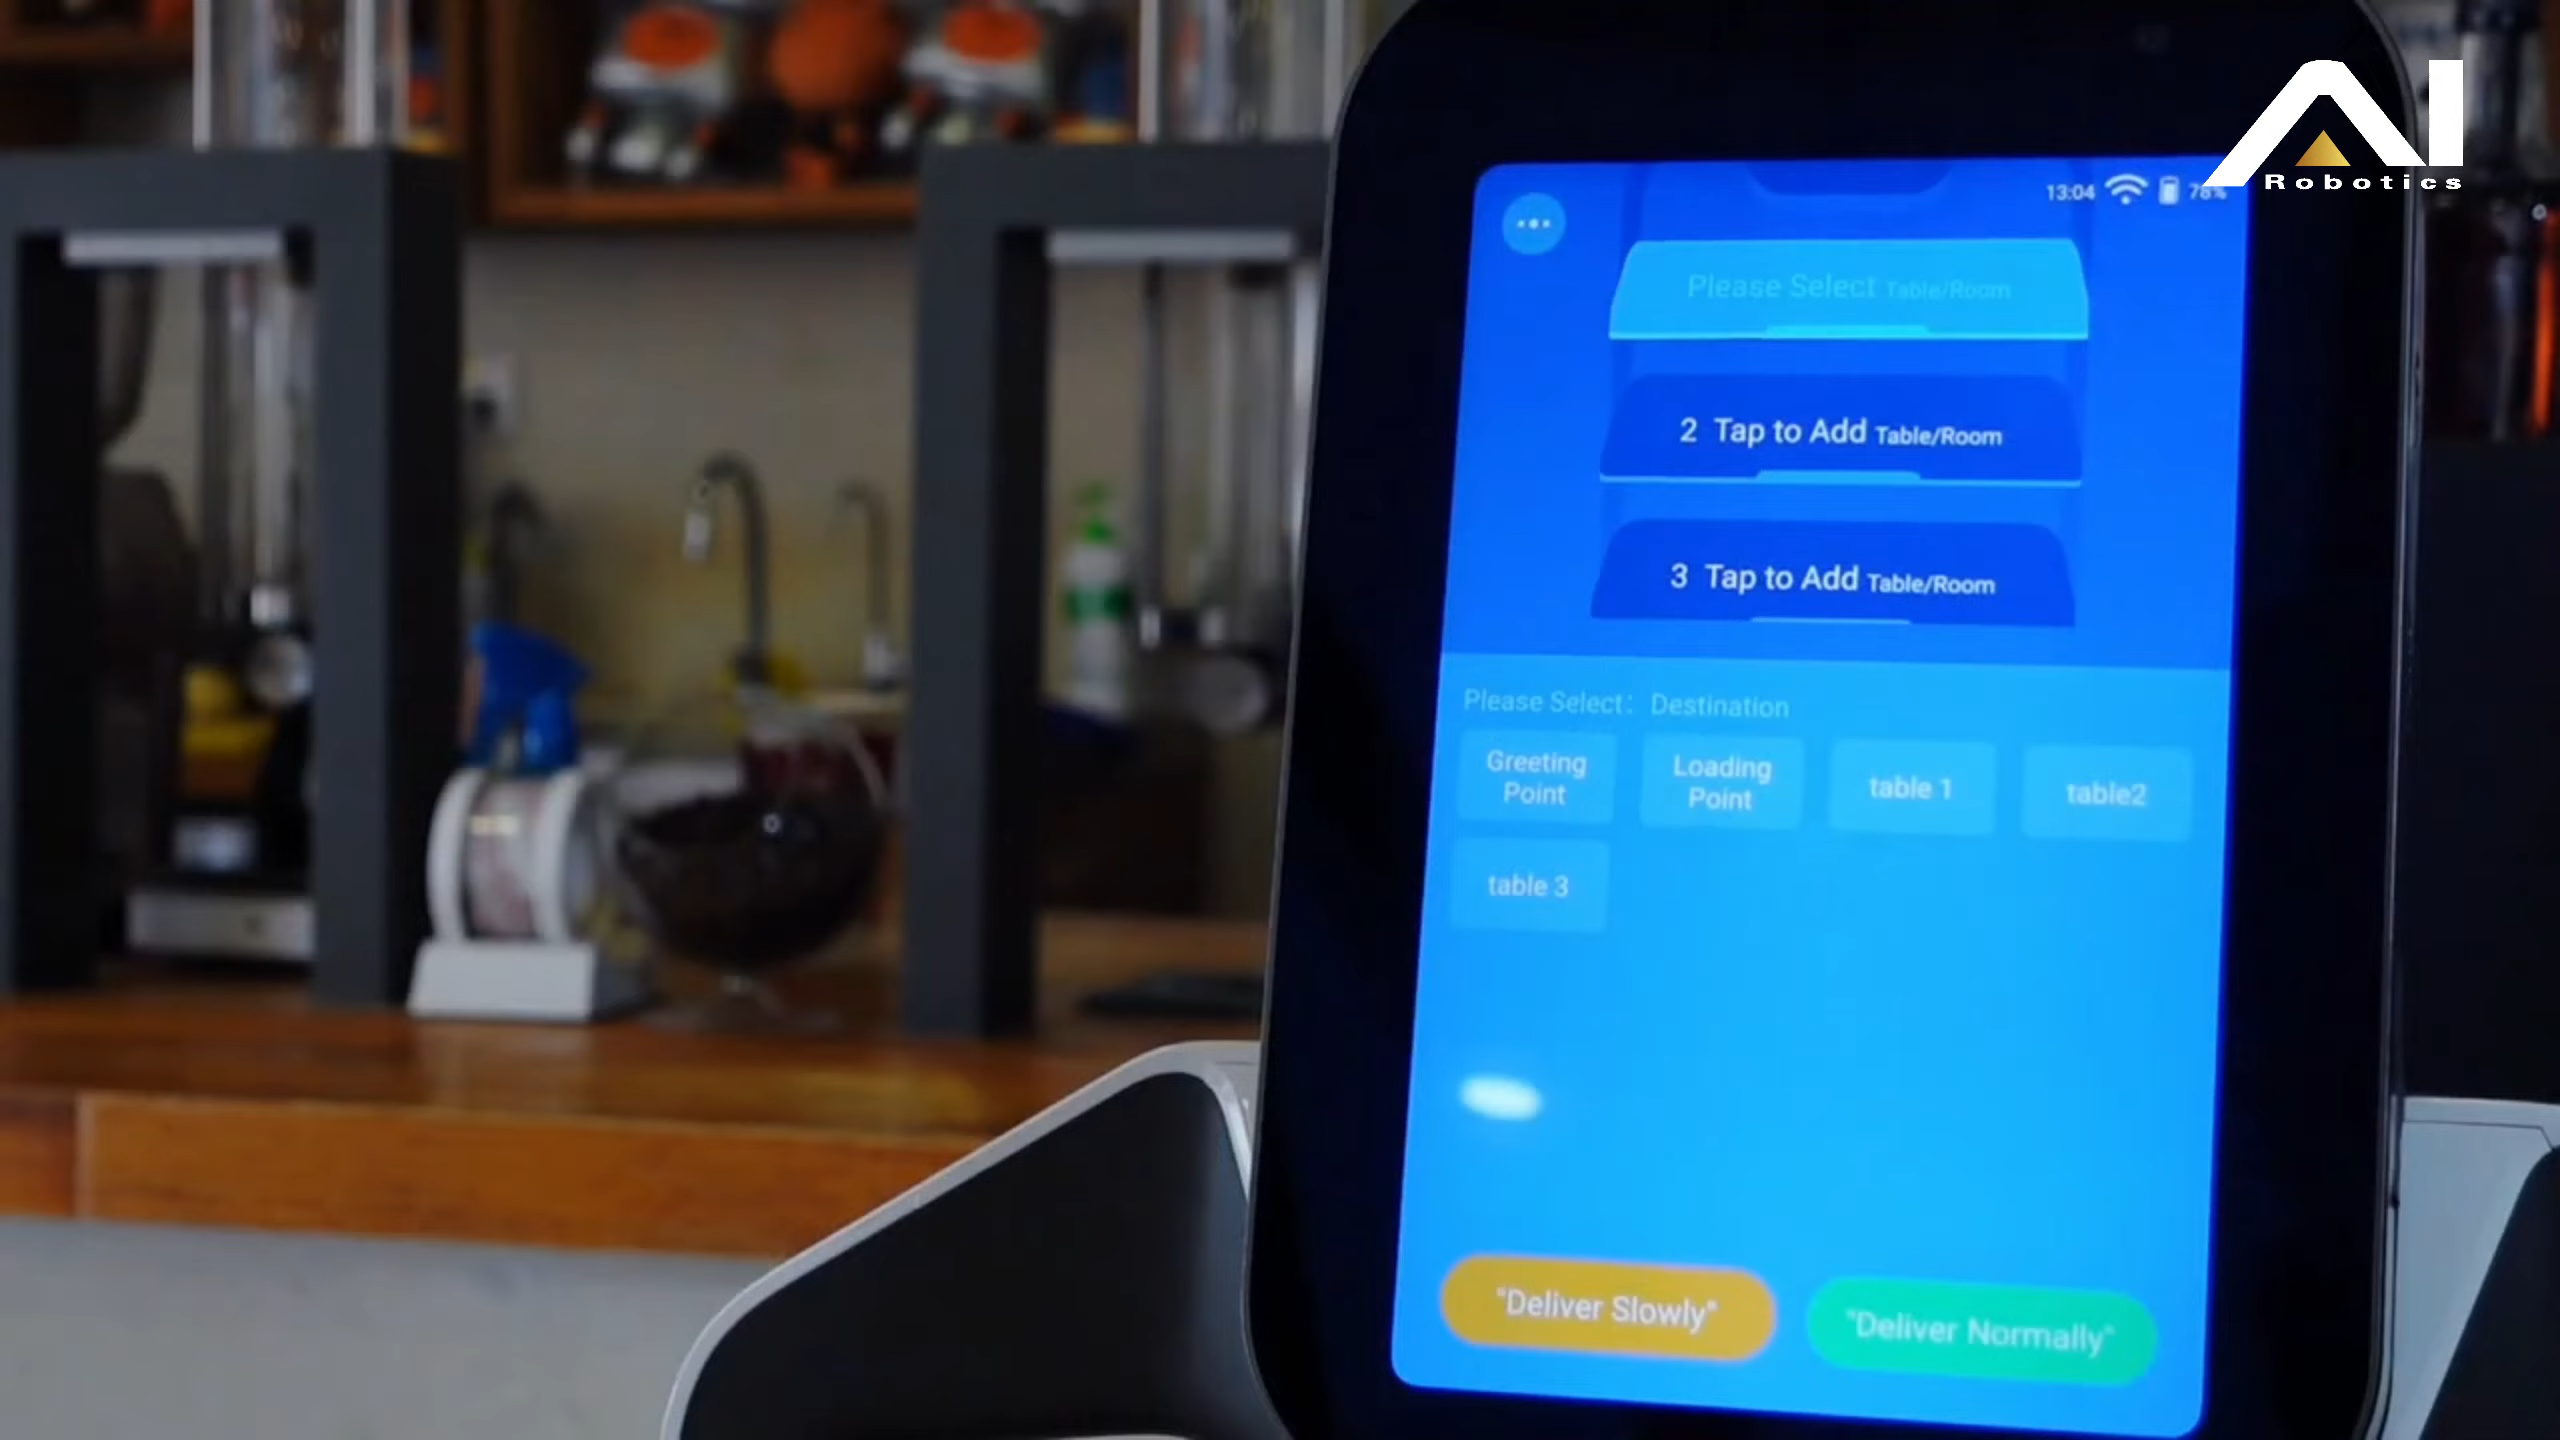 AI
Robotics
13:04 78%
Please Select Table/Room
2 Tap to Add Table/Room
3 Tap to Add Table/Room
Please Select: Destination
Greeting
Point
Loading
Point
table 1
table2
table 3
"Deliver Slowly"
"Deliver Normally"